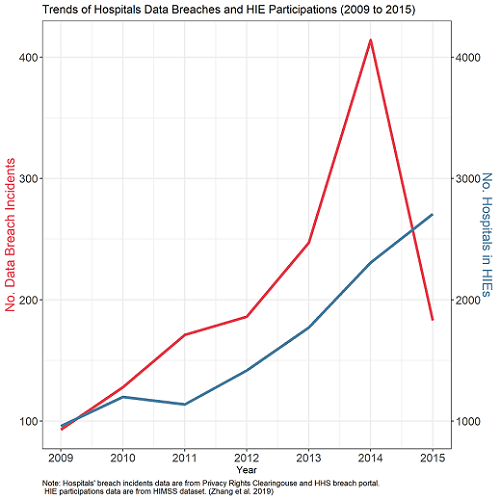 Trends of Hospitals Data Breaches and HIE Participations (2009 to 2015)
No. Data Breach Incidents
400
300
200
100
4000
3000
2000
1000
No. Hospitals in HIEs
2009 2010 2011 2012 2013 2014 2015
Year
Note: Hospitals' breach incidents data are from Privacy Rights Clearingouse and HHS breach portal.
HIE participations data are from HIMSS dataset. (Zhang et al. 2019)